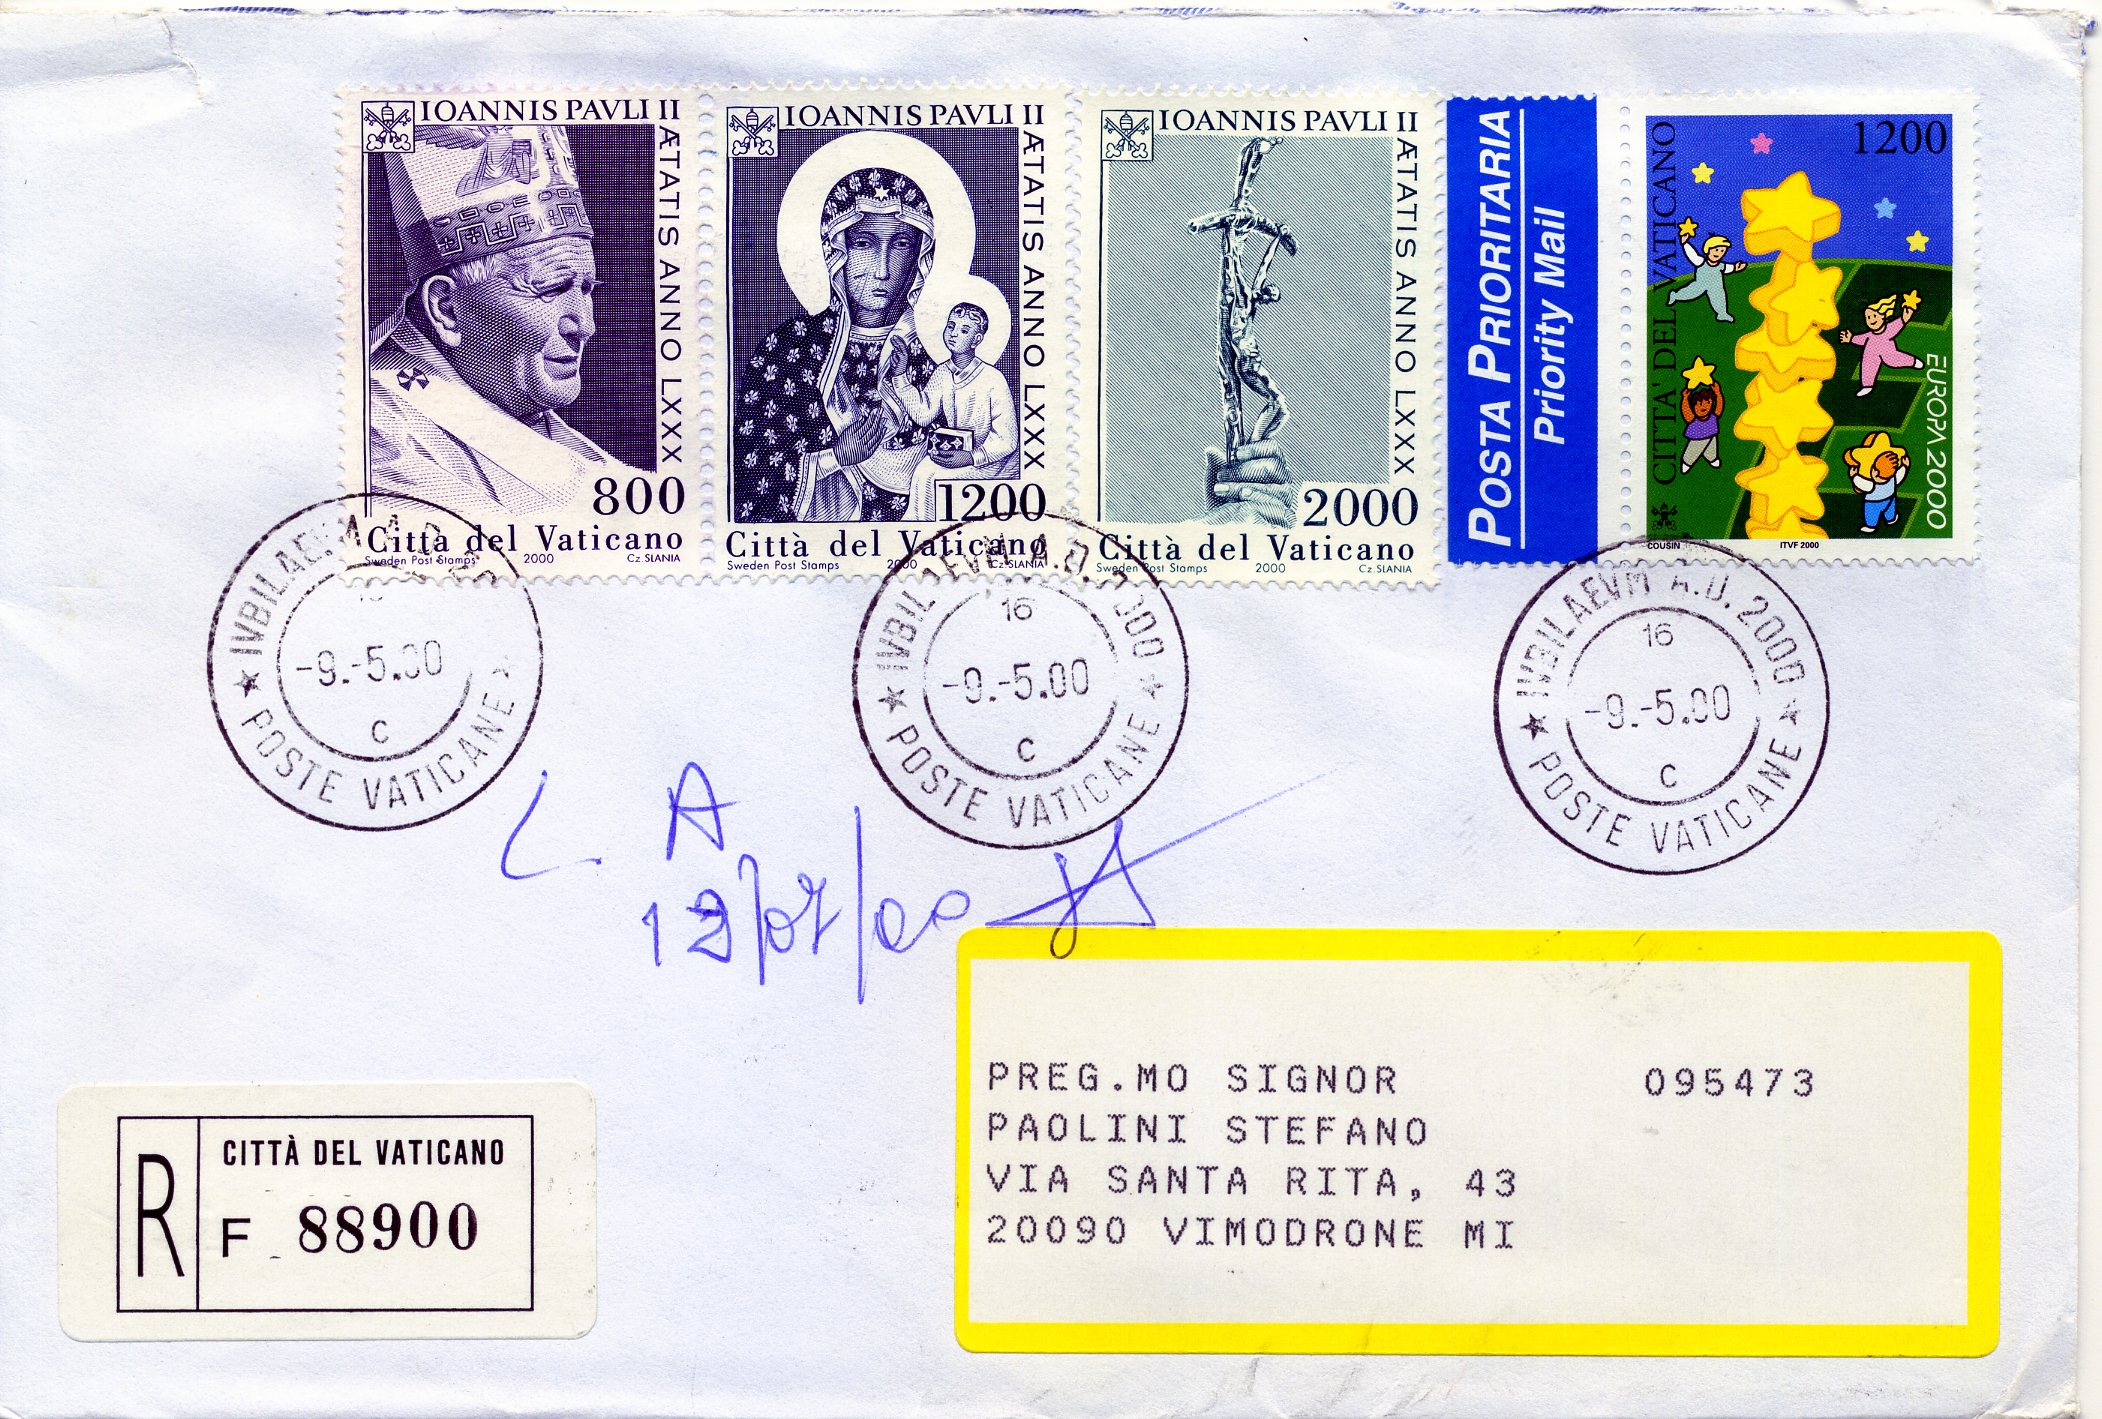 IOANNIS PAVLI II
ÆTATIS ANNO LXXX
800
Città del Vaticano
Sweden Post Stamps 2000 Cz.SLANIA
IOANNIS PAVLI II
ÆTATIS ANNO LXXX
1200
Città del Vaticano
Sweden Post Stamps 2000 Cz.SLANIA
IOANNIS PAVLI II
ÆTATIS ANNO LXXX
2000
Città del Vaticano
Sweden Post Stamps 2000 Cz.SLANIA
POSTA PRIORITARIA
Priority Mail
1200
CITTA' DEL VATICANO
EUROPA 2000
COUSIN ITVF 2000
IVBILAEVM A.D.
-9.-5.00
C
POSTE VATICANE
IVBILAEVM A.D. 2000
16
-9.-5.00
C
POSTE VATICANE
IVBILAEVM A.D. 2000
16
-9.-5.00
C
POSTE VATICANE
A
R
CITTÀ DEL VATICANO
F 88900
PREG.MO SIGNOR 095473
PAOLINI STEFANO
VIA SANTA RITA, 43
20090 VIMODRONE MI